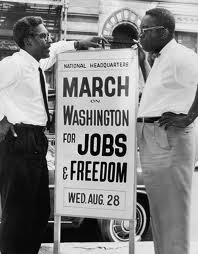 NATIONAL HEADQUARTERS
MARCH
ON
WASHINGTON
FOR JOBS
& FREEDOM
WED. AUG. 28